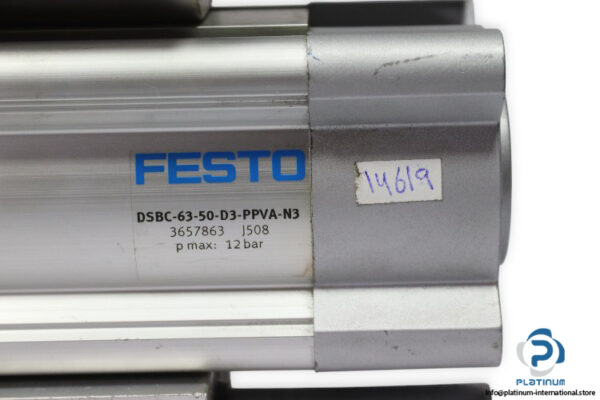 FESTO
DSBC-63-50-D3-PPVA-N3
3657863 J508
p max: 12 bar
14619
PLATINUM
info@platinum-international.store